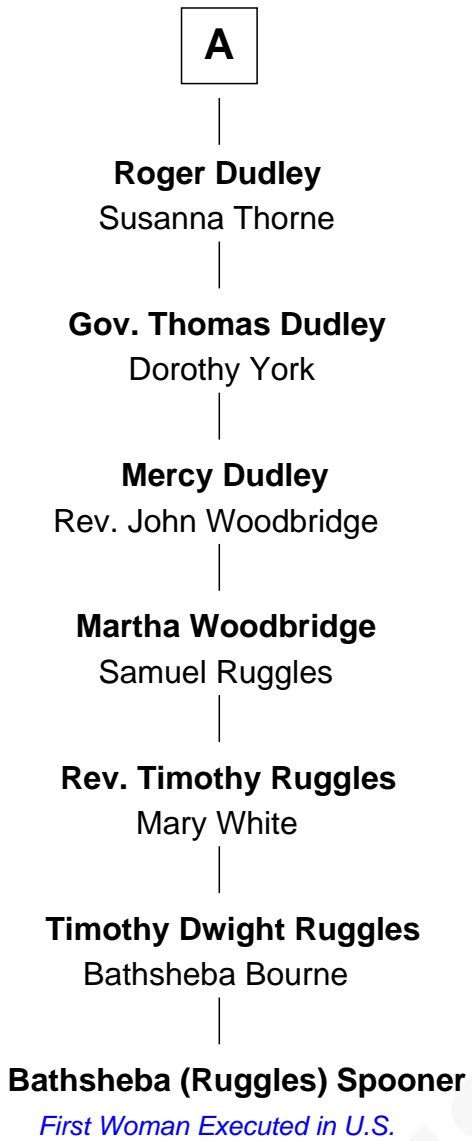 A
Roger Dudley
Susanna Thorne
Gov. Thomas Dudley
Dorothy York
Mercy Dudley
Rev. John Woodbridge
Martha Woodbridge
Samuel Ruggles
Rev. Timothy Ruggles
Mary White
Timothy Dwight Ruggles
Bathsheba Bourne
Bathsheba (Ruggles) Spooner
First Woman Executed in U.S.